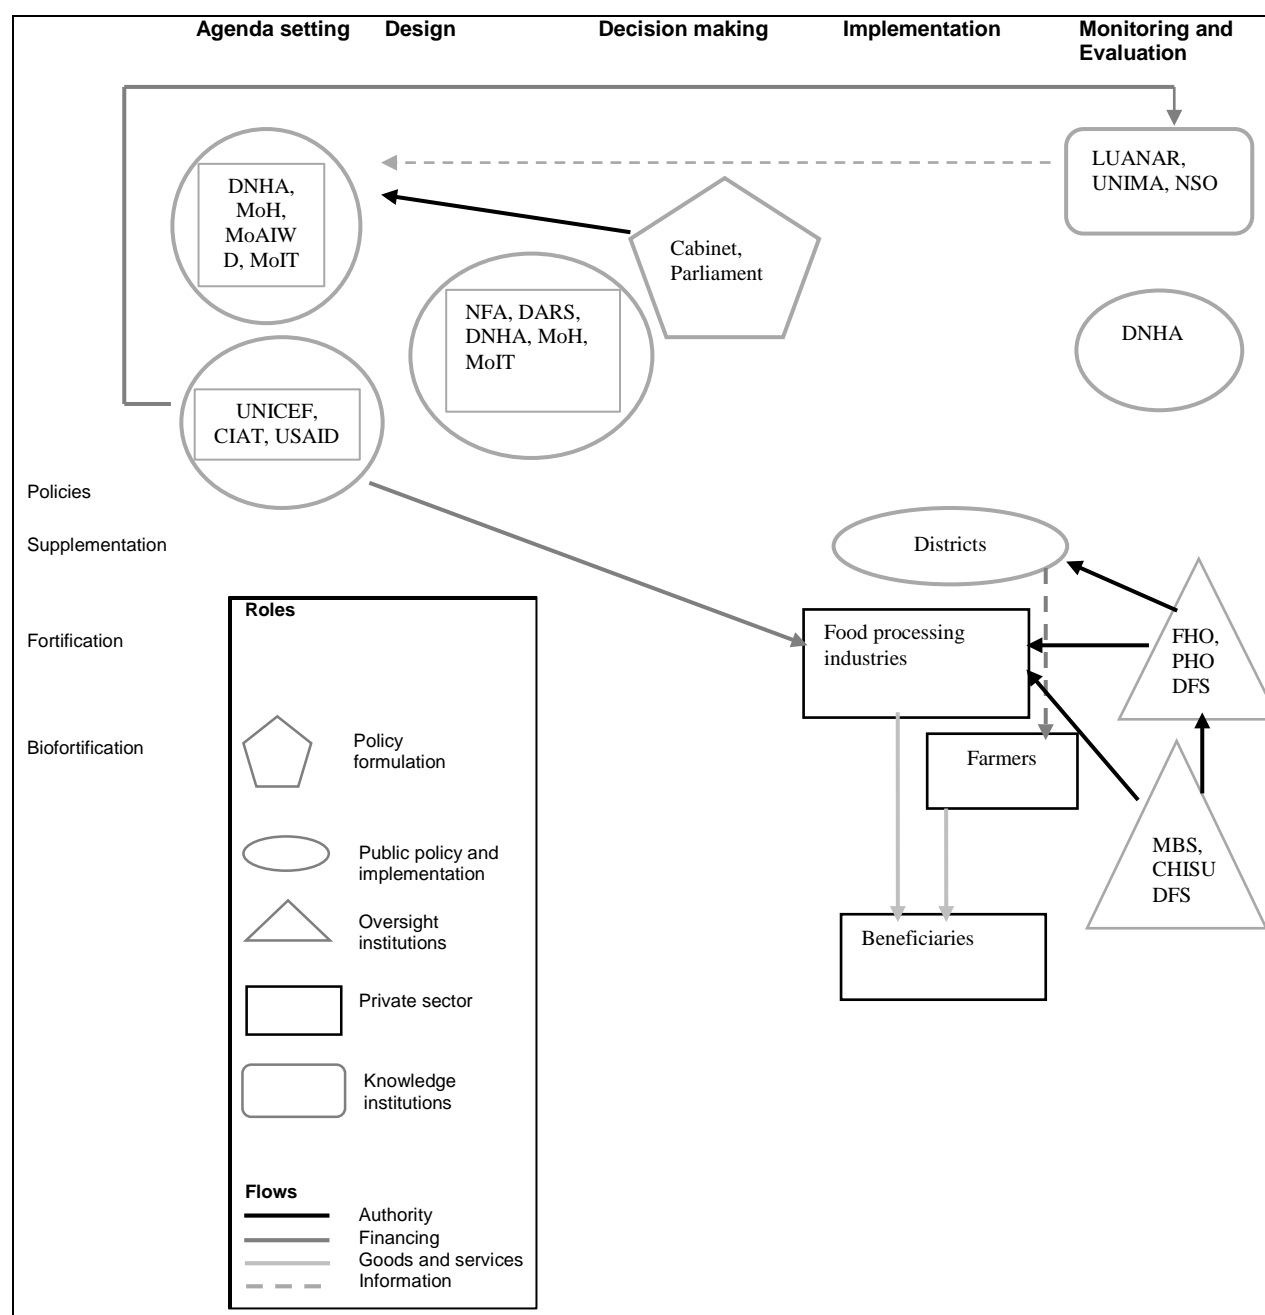 Agenda setting
Design
Decision making
Implementation
Monitoring and
Evaluation
DNHA,
MoH,
MoAIW
D, MoIT
LUANAR,
UNIMA, NSO
Cabinet,
Parliament
NFA, DARS,
DNHA, MoH,
MoIT
DNHA
UNICEF,
CIAT, USAID
Policies
Supplementation
Fortification
Biofortification
Districts
Food processing
industries
FHO,
PHO
DFS
Farmers
MBS,
CHISU
DFS
Beneficiaries
Roles
Policy
formulation
Public policy and
implementation
Oversight
institutions
Private sector
Knowledge
institutions
Flows
Authority
Financing
Goods and services
Information